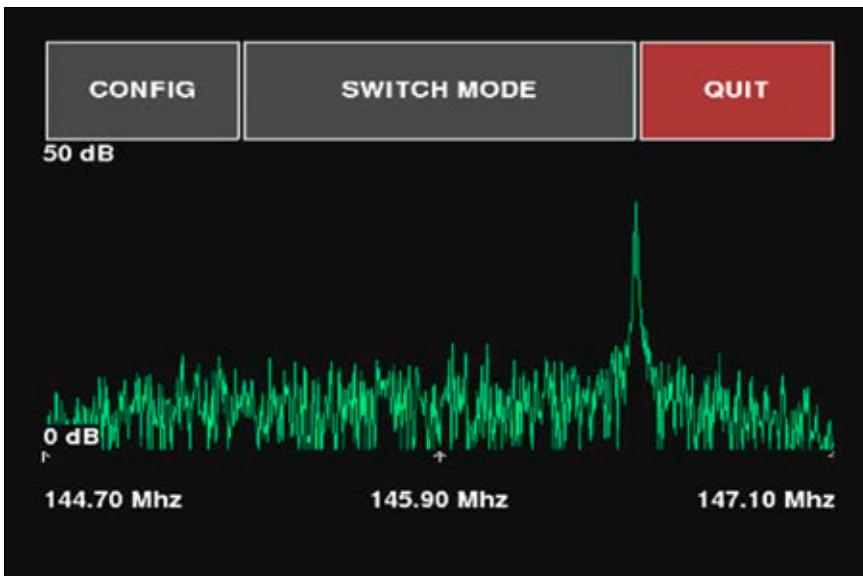 CONFIG
SWITCH MODE
QUIT
50 dB
0 dB
144.70 Mhz
145.90 Mhz
147.10 Mhz